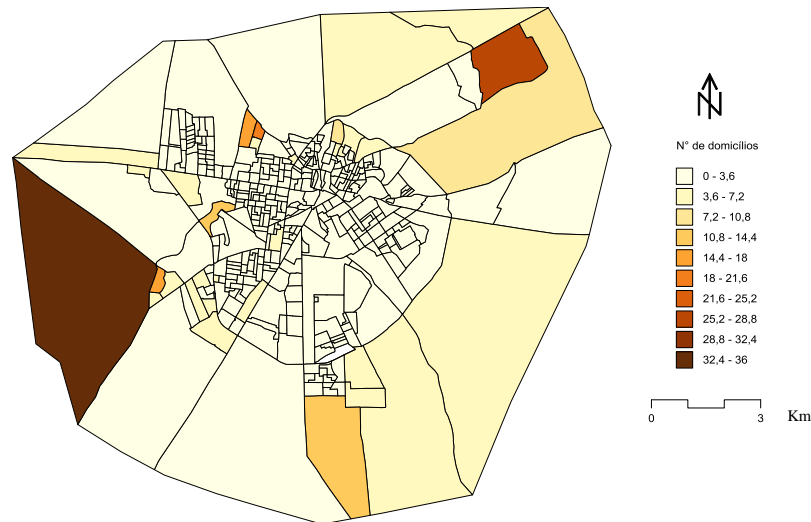 N
N° de domicílios
0 - 3,6
3,6 - 7,2
7,2 - 10,8
10,8 - 14,4
14,4 - 18
18 - 21,6
21,6 - 25,2
25,2 - 28,8
28,8 - 32,4
32,4 - 36
0 3 Km